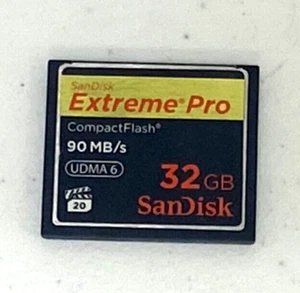 SanDisk
Extreme® Pro
CompactFlash®
90 MB/s
UDMA 6
32 GB
20
SanDisk